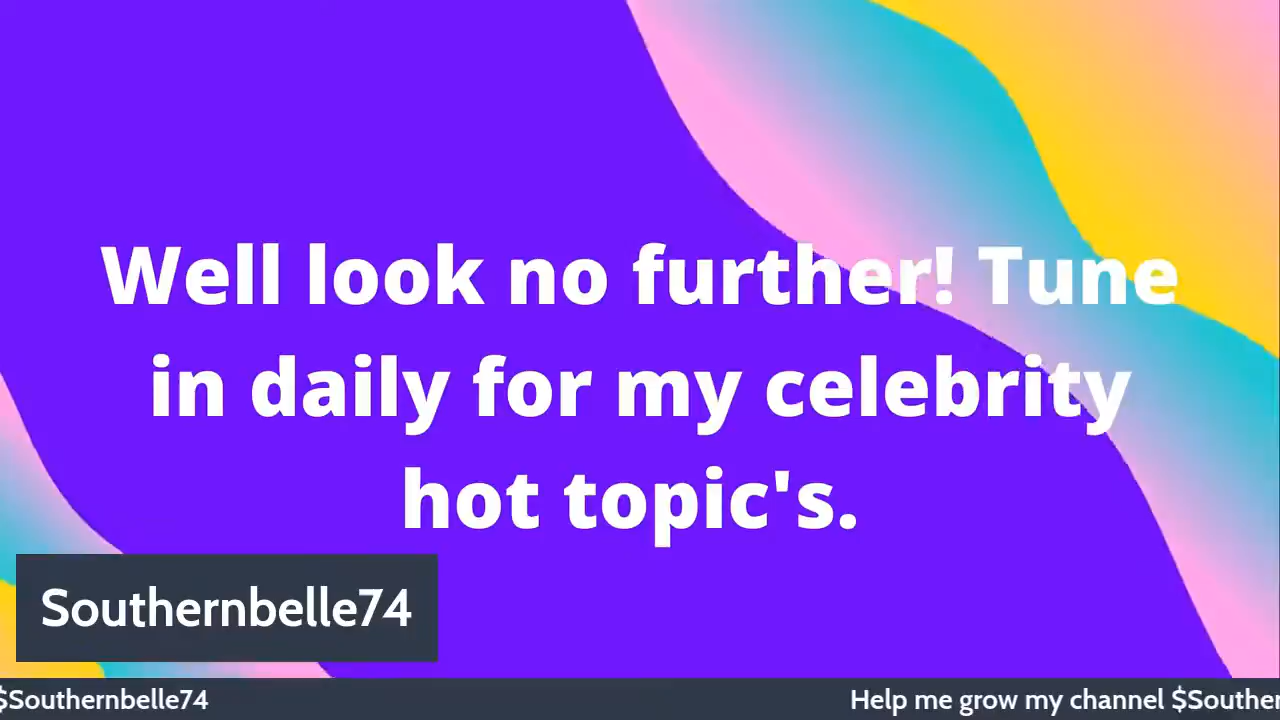 Well look no further! Tune
in daily for my celebrity
hot topic's.
Southernbelle74
$Southernbelle74 Help me grow my channel $Souther